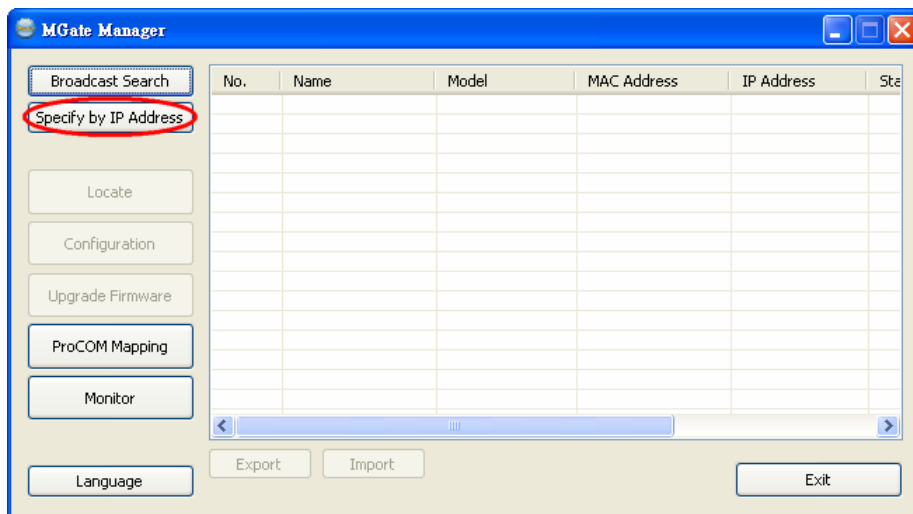 MGate Manager
Broadcast Search
No. Name Model MAC Address IP Address Sta
Specify by IP Address
Locate
Configuration
Upgrade Firmware
ProCOM Mapping
Monitor
Export Import
Language
Exit